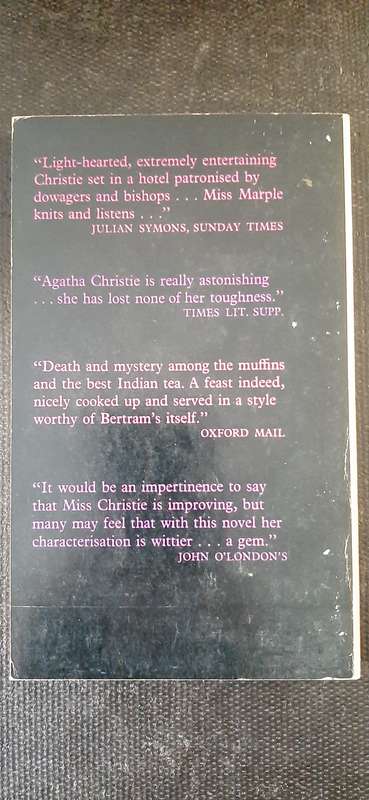 “Light-hearted, extremely entertaining
Christie set in a hotel patronised by
dowagers and bishops . . . Miss Marple
knits and listens . . .”
JULIAN SYMONS, SUNDAY TIMES
“Agatha Christie is really astonishing
. . . she has lost none of her toughness.”
TIMES LIT. SUPP.
“Death and mystery among the muffins
and the best Indian tea. A feast indeed,
nicely cooked up and served in a style
worthy of Bertram’s itself.”
OXFORD MAIL
“It would be an impertinence to say
that Miss Christie is improving, but
many may feel that with this novel her
characterisation is wittier . . . a gem.”
JOHN O’LONDON’S